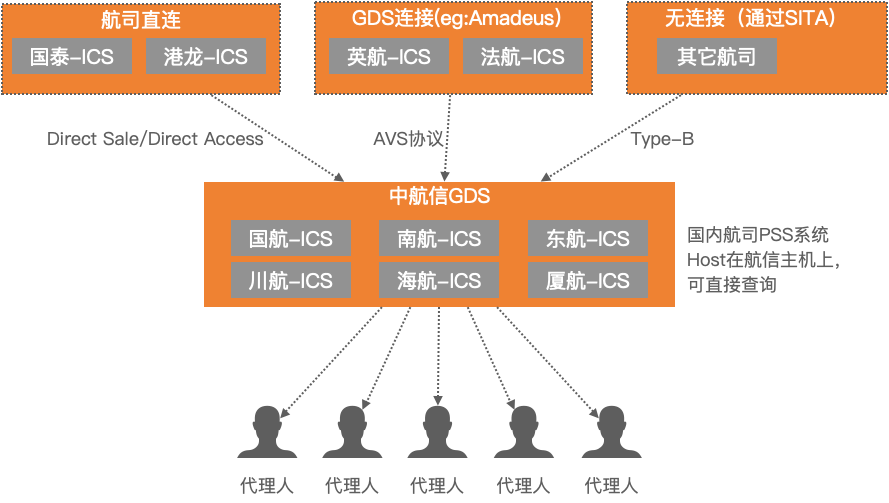 航司直连
国泰-ICS
港龙-ICS
GDS连接(eg:Amadeus)
英航-ICS
法航-ICS
无连接（通过SITA）
其它航司
Direct Sale/Direct Access
AVS协议
Type-B
中航信GDS
国航-ICS
南航-ICS
东航-ICS
川航-ICS
海航-ICS
厦航-ICS
国内航司PSS系统
Host在航信主机上，
可直接查询
代理人
代理人
代理人
代理人
代理人